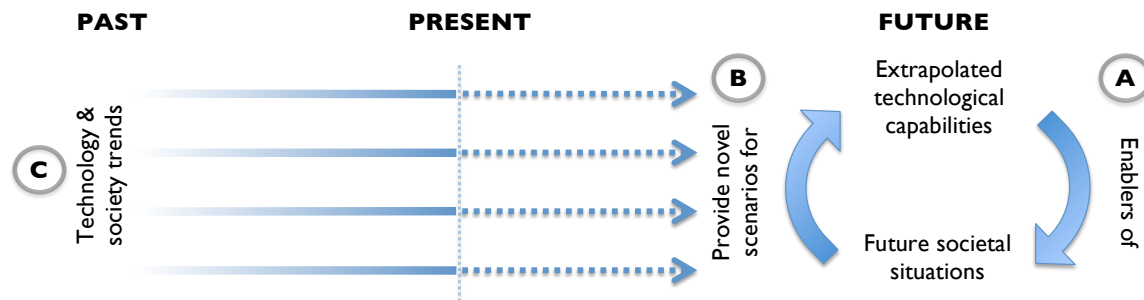 PAST
PRESENT
FUTURE
C
Technology &
society trends
B
Provide novel
scenarios for
Extrapolated
technological
capabilities
Future societal
situations
A
Enablers of